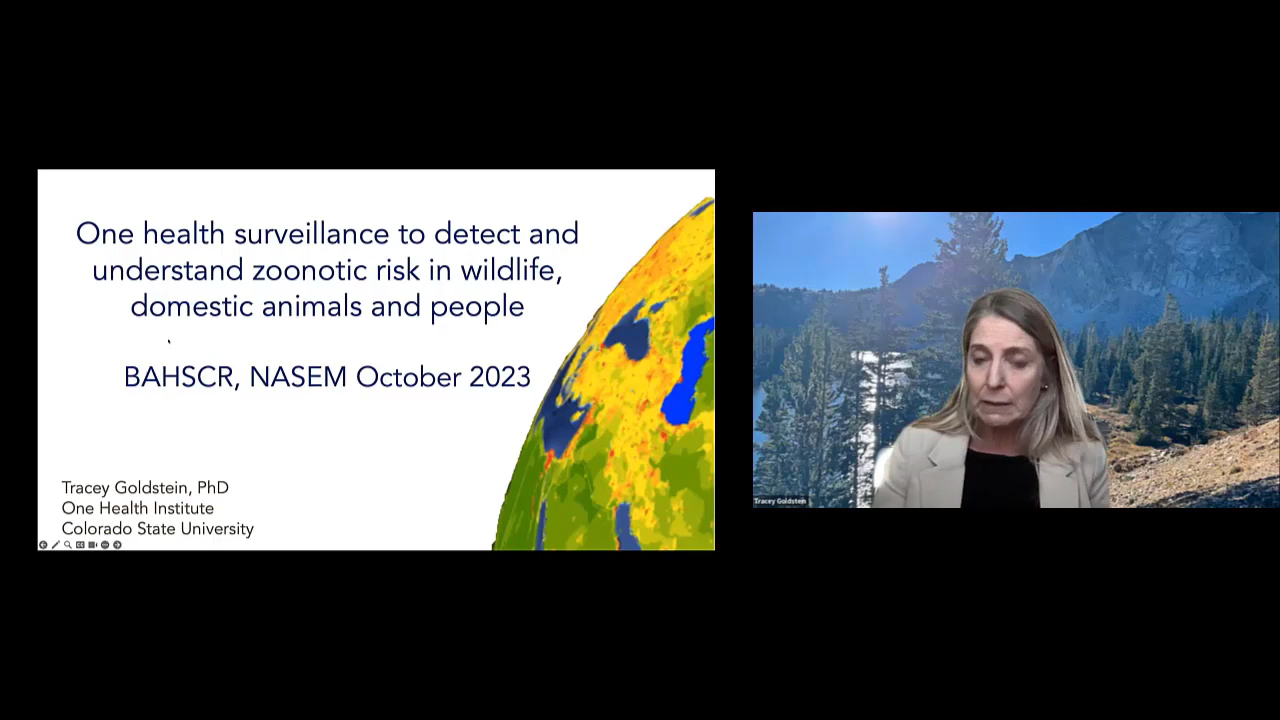 One health surveillance to detect and
understand zoonotic risk in wildlife,
domestic animals and people
BAHSCR, NASEM October 2023
Tracey Goldstein, PhD
One Health Institute
Colorado State University
Tracey Goldstein